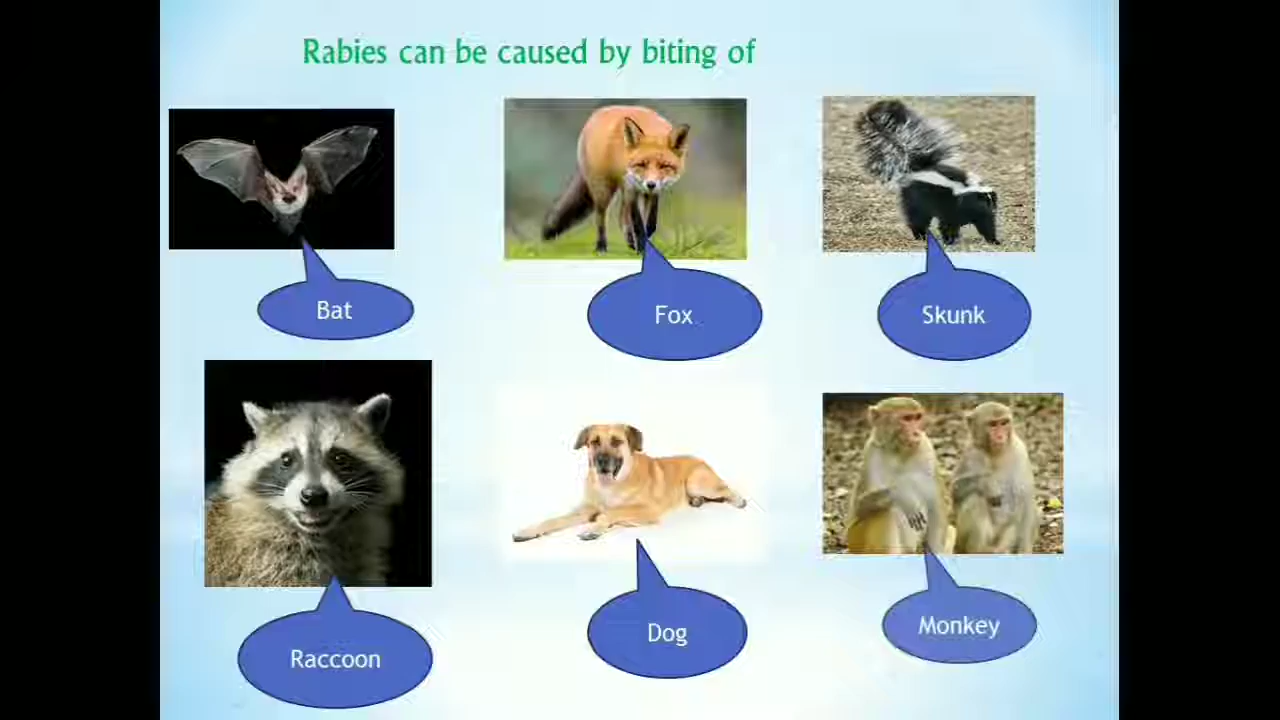 Rabies can be caused by biting of
Bat
Fox
Skunk
Raccoon
Dog
Monkey